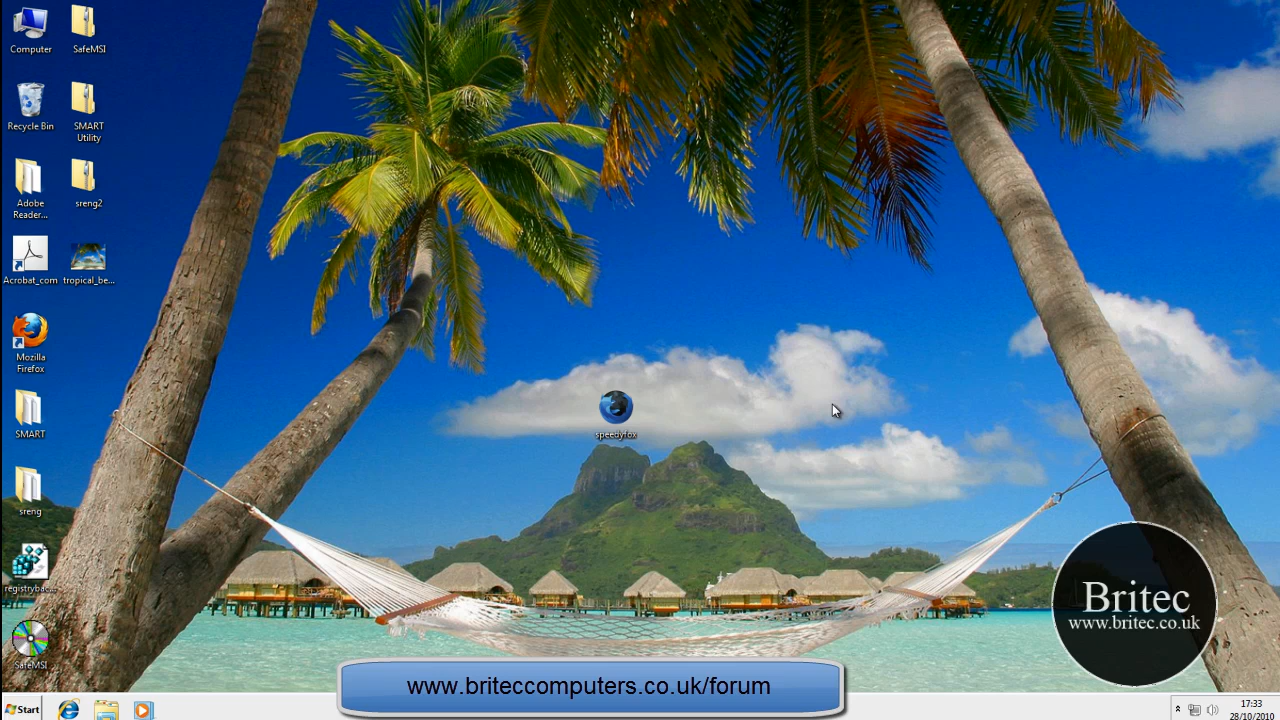 Computer
SafeMSI
Recycle Bin
SMART
Utility
Adobe
Reader...
sreng2
Acrobat_com
tropical_be...
Mozilla
Firefox
speedyfox
SMART
sreng
registrybac...
SafeMSI
Britec
www.britec.co.uk
www.briteccomputers.co.uk/forum
Start
17:33
28/10/2010